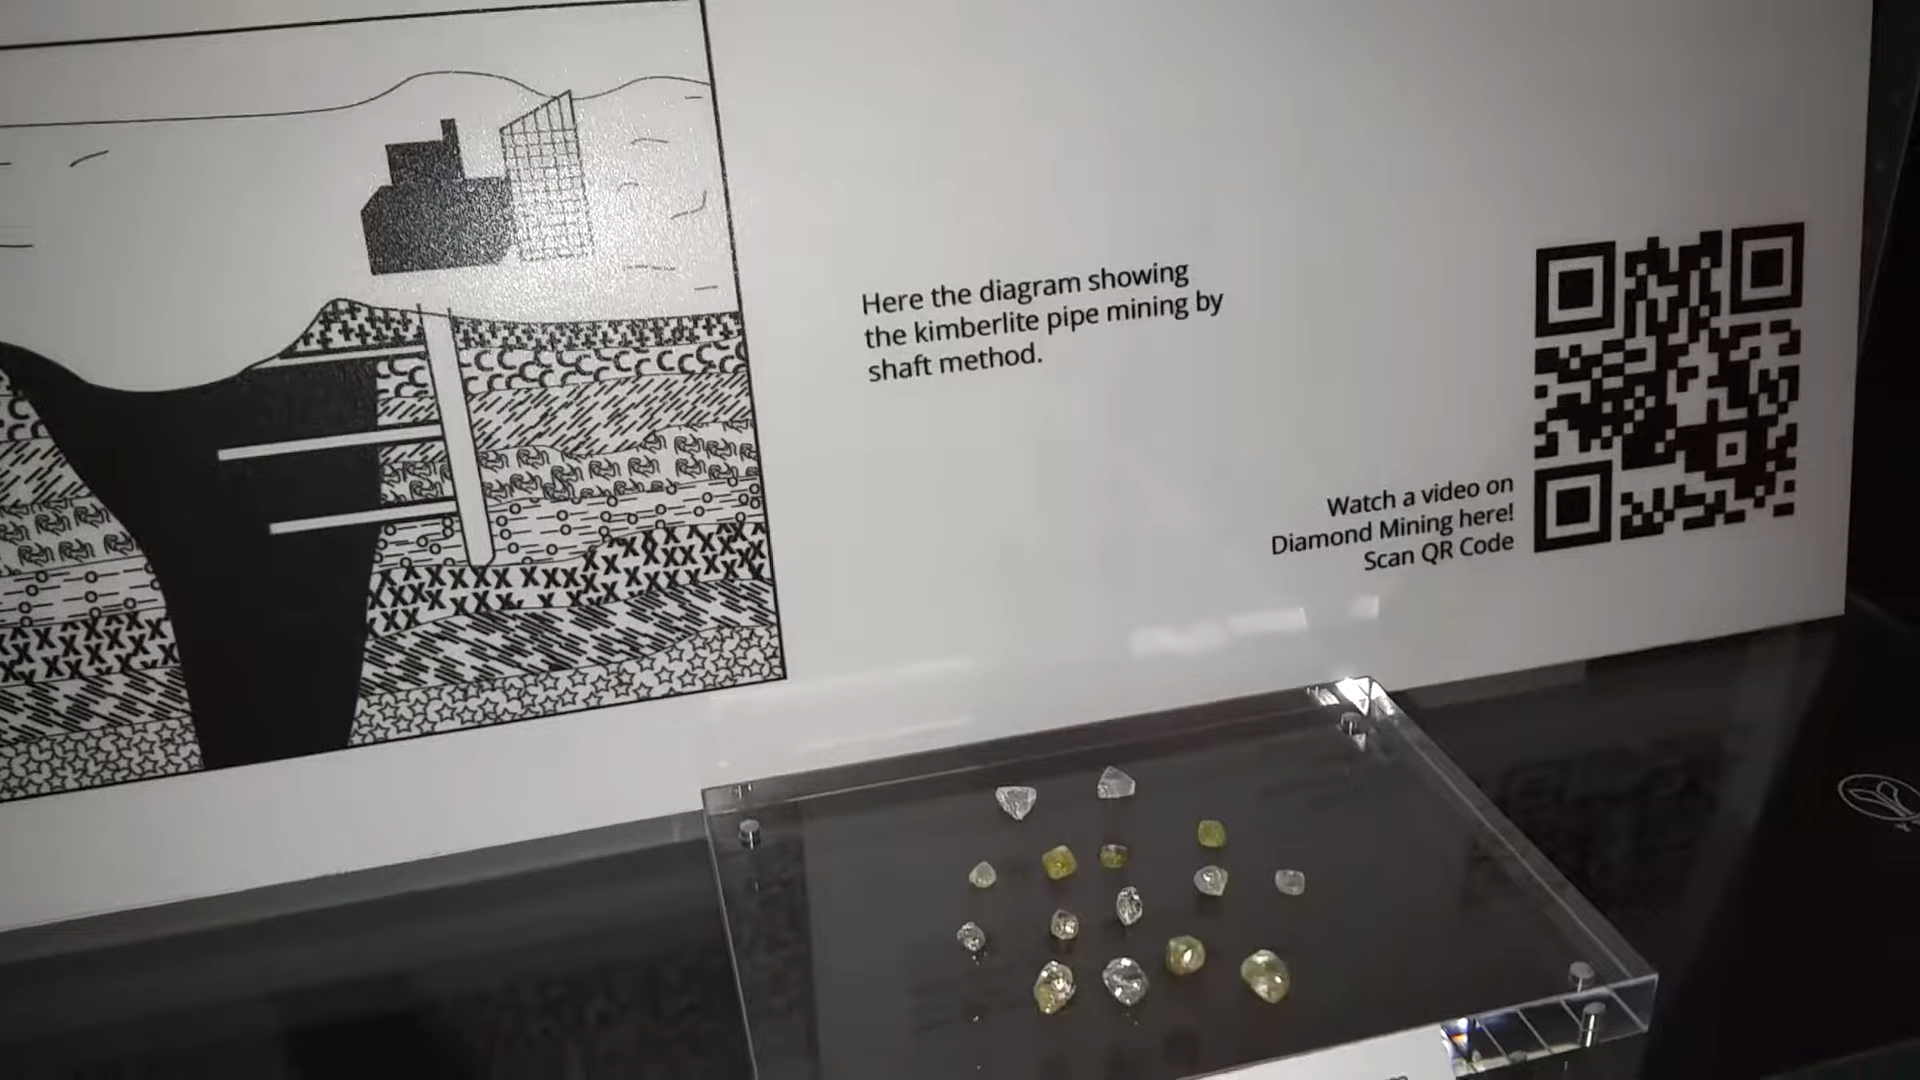 Here the diagram showing
the kimberlite pipe mining by
shaft method.
Watch a video on
Diamond Mining here!
Scan QR Code